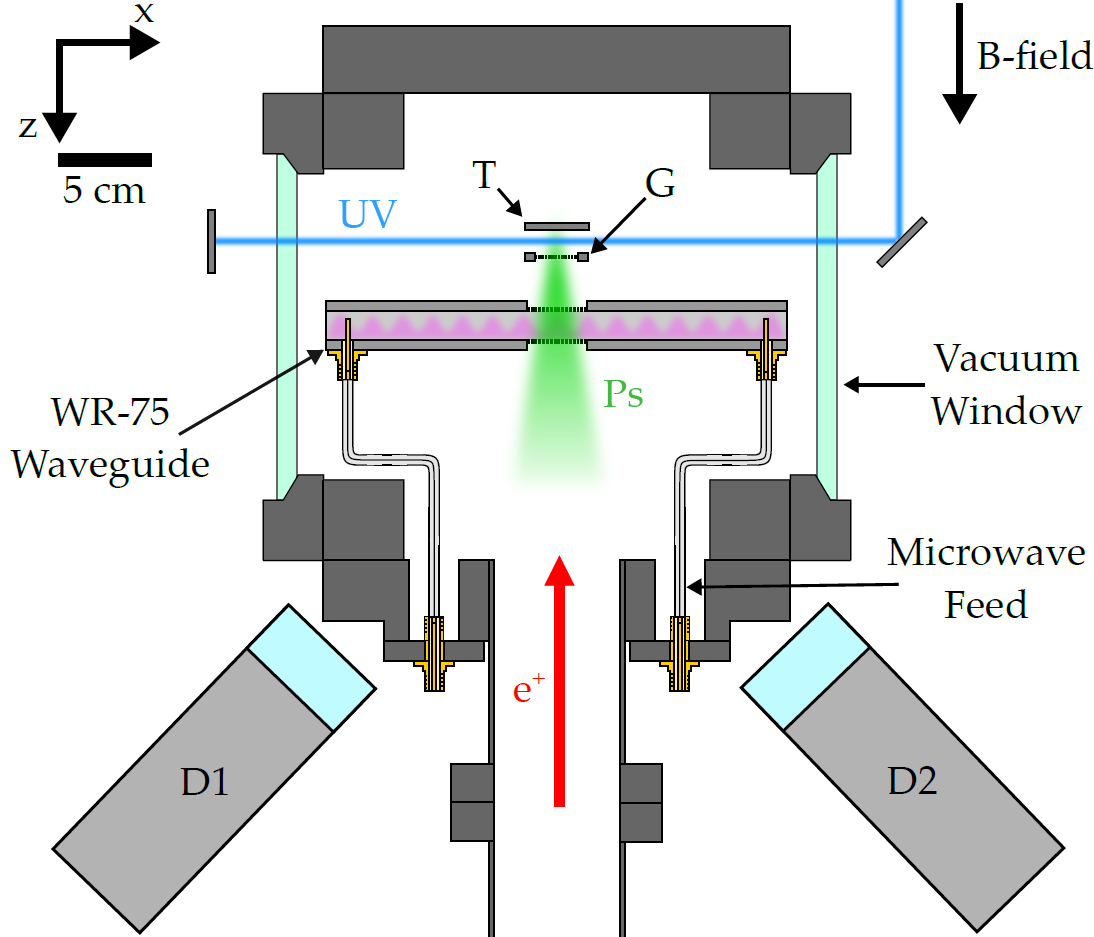 x
B-field
z
5 cm
T
G
UV
Ps
WR-75
Waveguide
Vacuum
Window
Microwave
Feed
e+
D1
D2